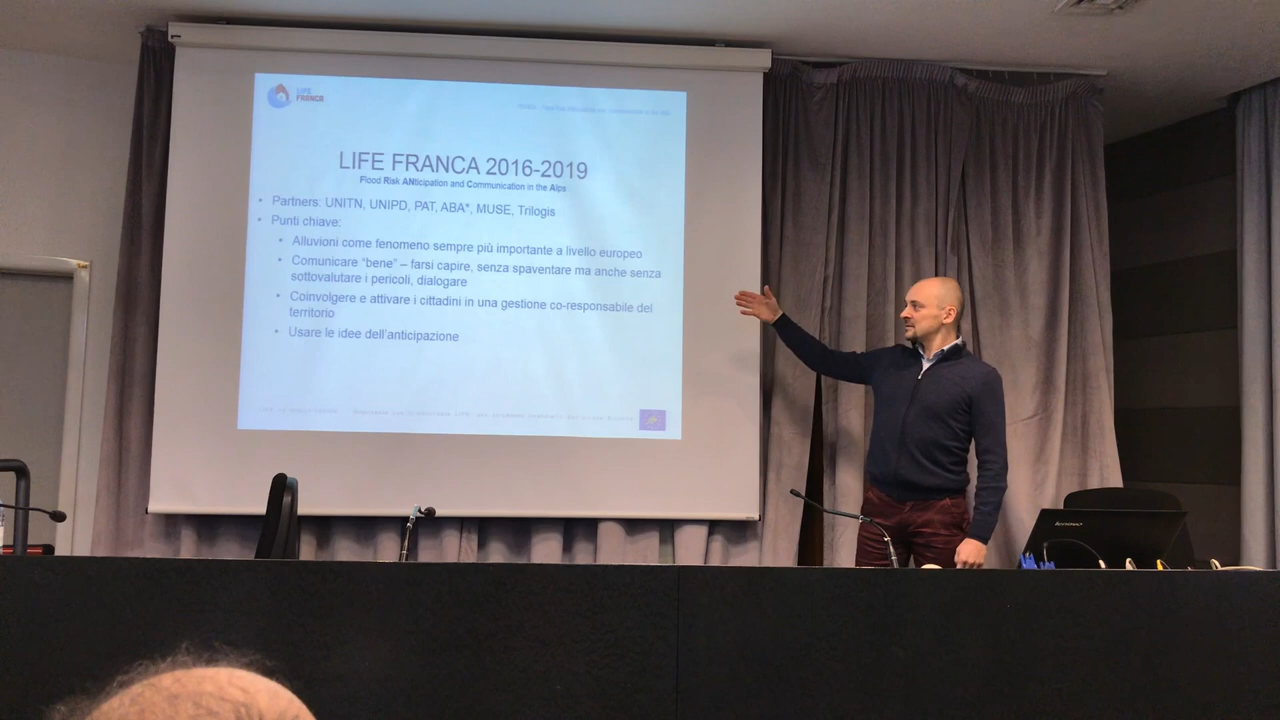 LIFE
FRANCA
LIFE FRANCA 2016-2019
Flood Risk ANticipation and Communication in the Alps
• Partners: UNITN, UNIPD, PAT, ABA*, MUSE, Trilogis
• Punti chiave:
• Alluvioni come fenomeno sempre più importante a livello europeo
• Comunicare “bene” – farsi capire, senza spaventare ma anche senza
sottovalutare i pericoli, dialogare
• Coinvolgere e attivare i cittadini in una gestione co-responsabile del
territorio
• Usare le idee dell’anticipazione
lenovo